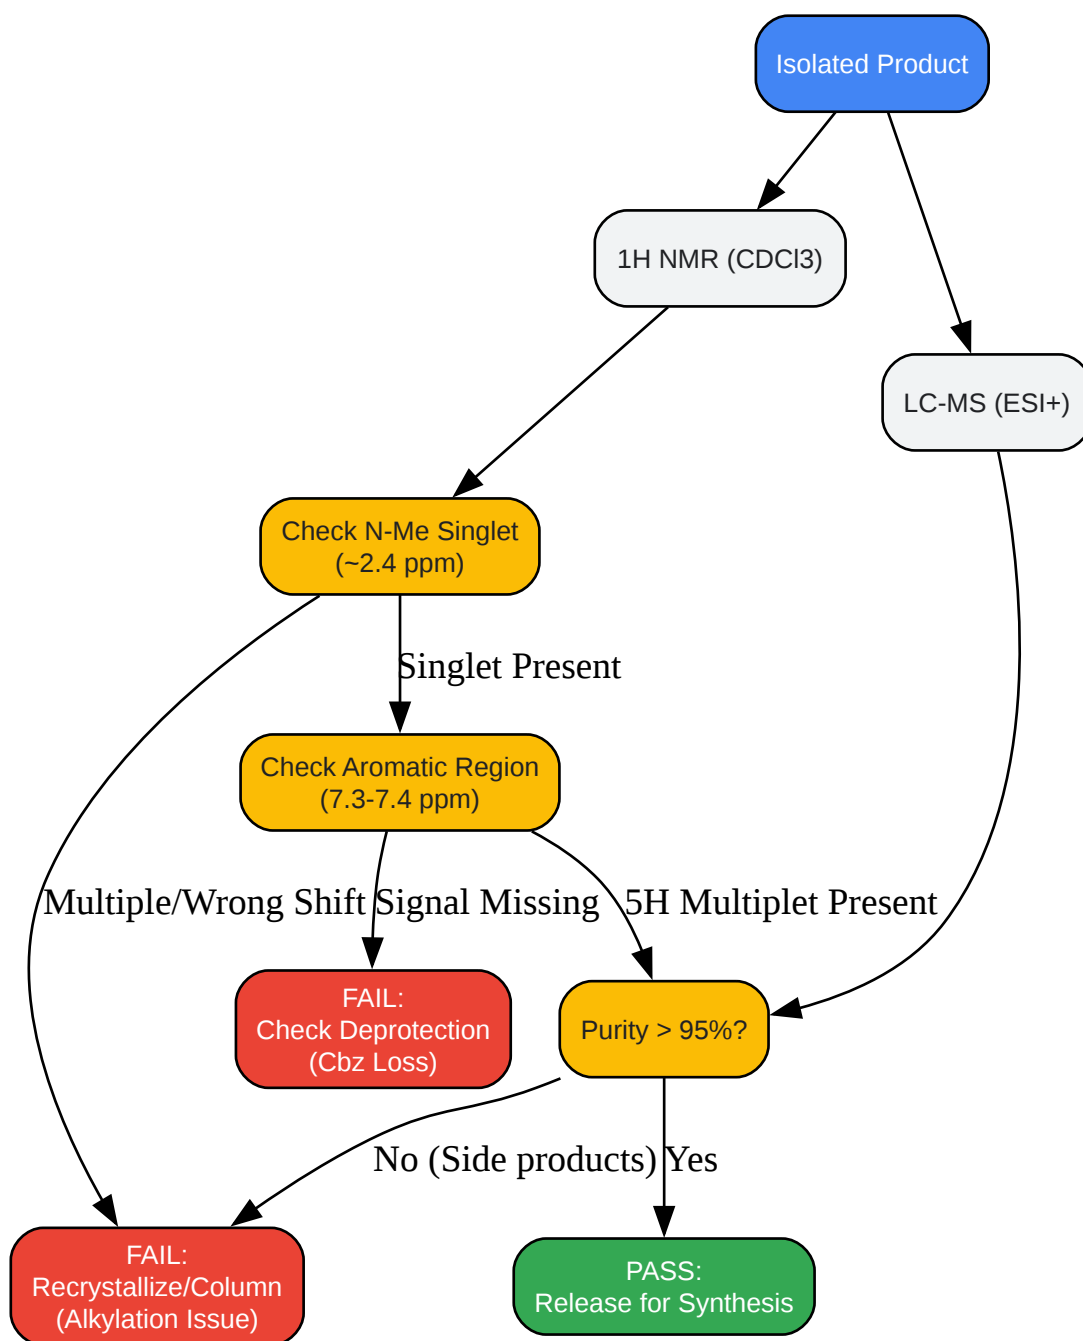 Isolated Product
1H NMR (CDCl3)
LC-MS (ESI+)
Check N-Me Singlet
(~2.4 ppm)
Singlet Present
Check Aromatic Region
(7.3-7.4 ppm)
Multiple/Wrong Shift
Signal Missing
5H Multiplet Present
FAIL:
Check Deprotection
(Cbz Loss)
Purity > 95%?
No (Side products)
Yes
FAIL:
Recrystallize/Column
(Alkylation Issue)
PASS:
Release for Synthesis